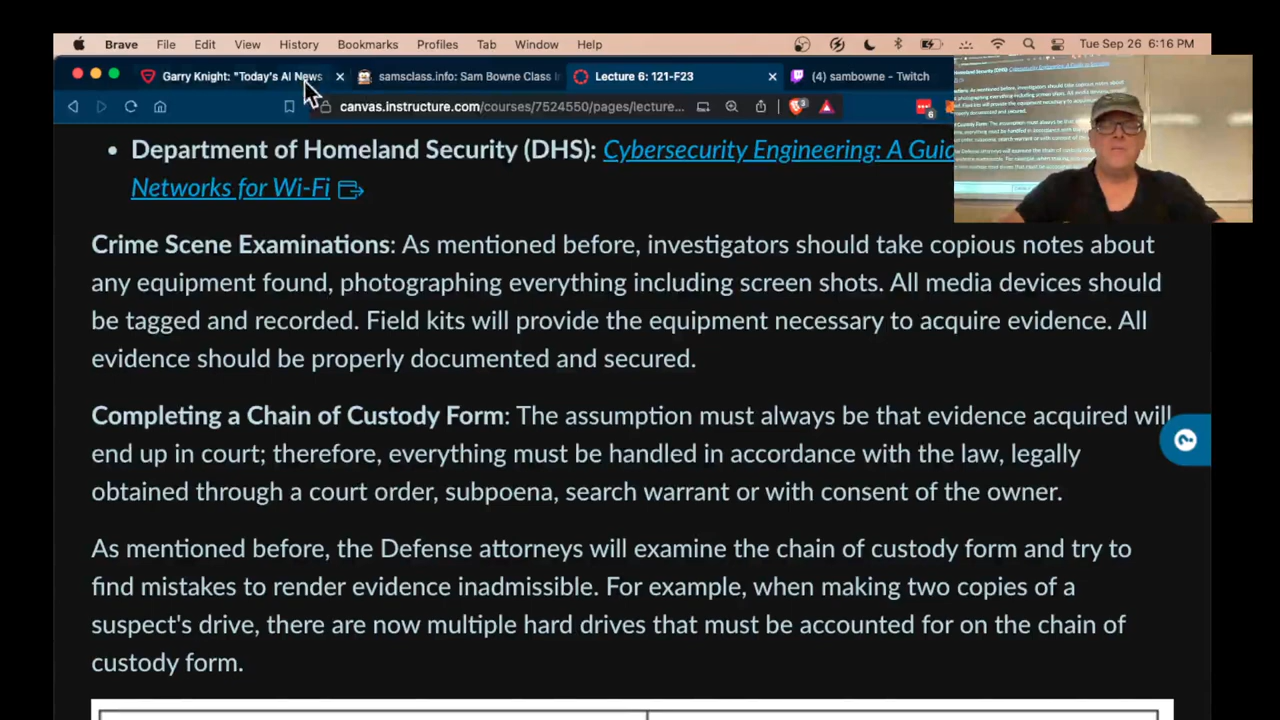 Brave File Edit View History Bookmarks Profiles Tab Window Help Tue Sep 26 6:16 PM
Garry Knight: "Today's AI News samsclass.info: Sam Bowne Class I Lecture 6: 121-F23 (4) sambowne - Twitch
canvas.instructure.com/courses/7524550/pages/lecture...
• Department of Homeland Security (DHS): Cybersecurity Engineering: A Guid
Networks for Wi-Fi
Crime Scene Examinations: As mentioned before, investigators should take copious notes about
any equipment found, photographing everything including screen shots. All media devices should
be tagged and recorded. Field kits will provide the equipment necessary to acquire evidence. All
evidence should be properly documented and secured.
Completing a Chain of Custody Form: The assumption must always be that evidence acquired will
end up in court; therefore, everything must be handled in accordance with the law, legally
obtained through a court order, subpoena, search warrant or with consent of the owner.
As mentioned before, the Defense attorneys will examine the chain of custody form and try to
find mistakes to render evidence inadmissible. For example, when making two copies of a
suspect's drive, there are now multiple hard drives that must be accounted for on the chain of
custody form.